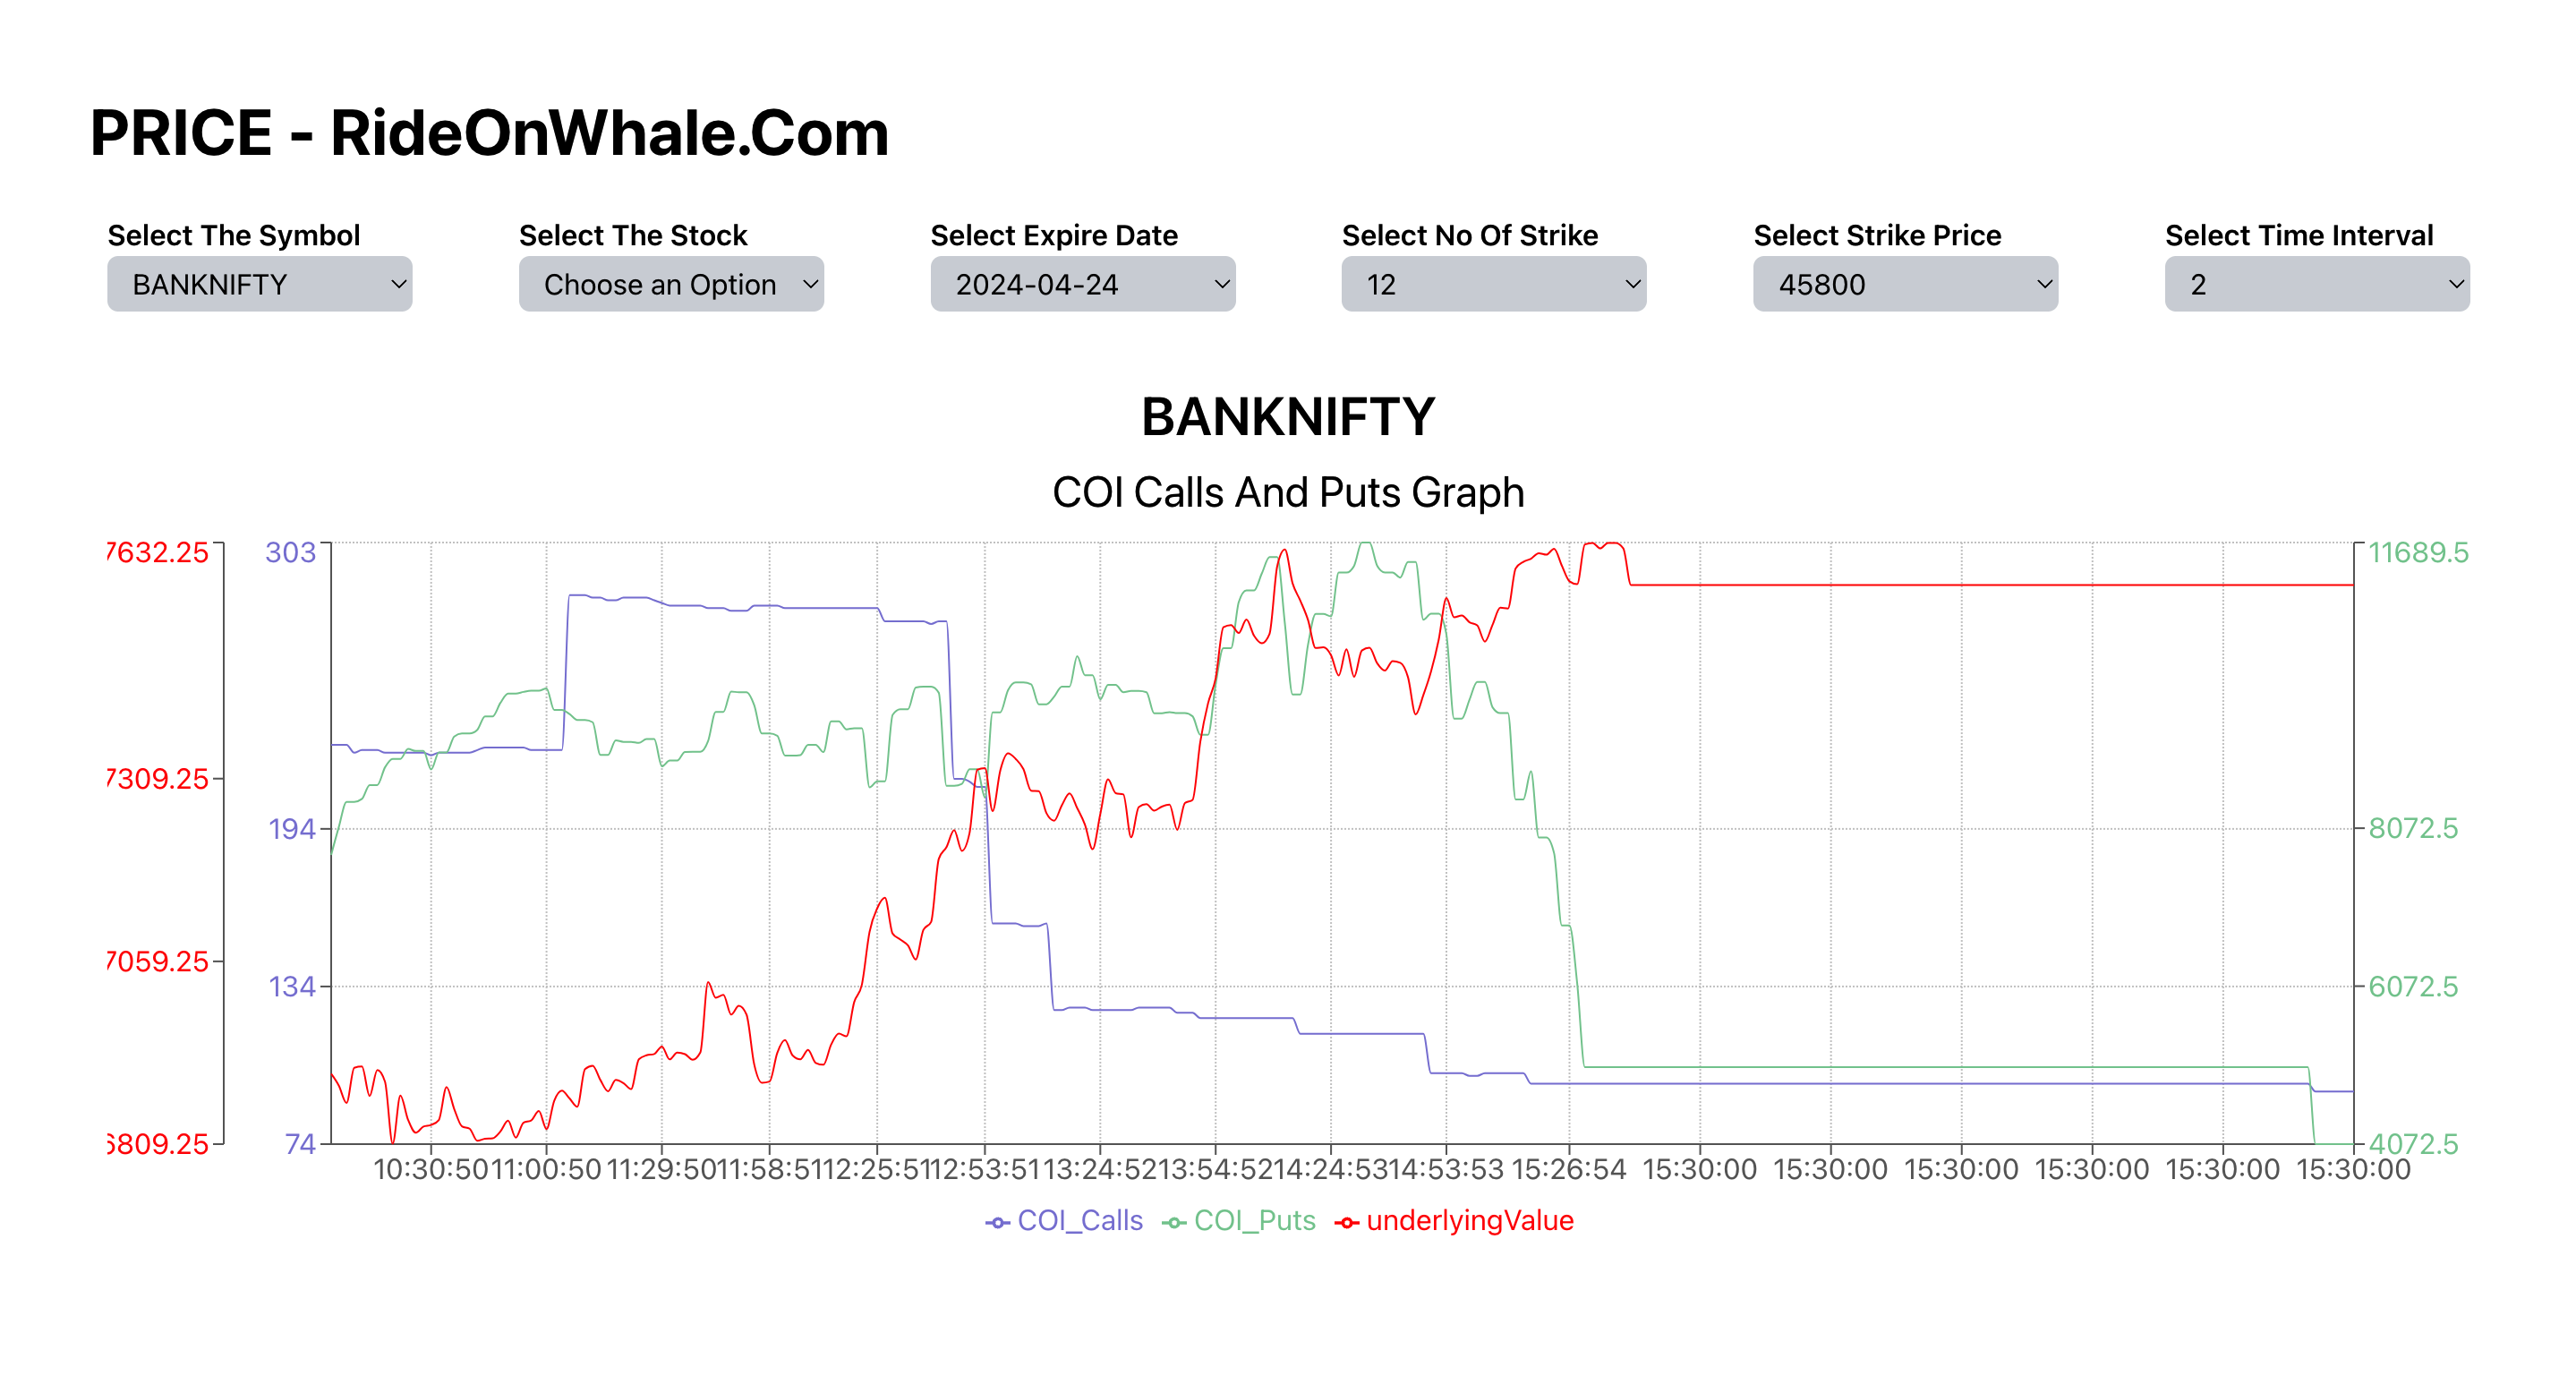 PRICE - RideOnWhale.Com
Select The Symbol Select The Stock Select Expire Date Select No Of Strike Select Strike Price Select Time Interval
BANKNIFTY Choose an Option 2024-04-24 12 45800 2
BANKNIFTY
COI Calls And Puts Graph
7632.25 303 11689.5
7309.25
194 8072.5
7059.25
134 6072.5
6809.25 74 4072.5
10:30:50 11:00:50 11:29:50 11:58:51 12:25:51 12:53:51 13:24:52 13:54:52 14:24:53 14:53:53 15:26:54 15:30:00 15:30:00 15:30:00 15:30:00 15:30:00 15:30:00
COI_Calls COI_Puts underlyingValue